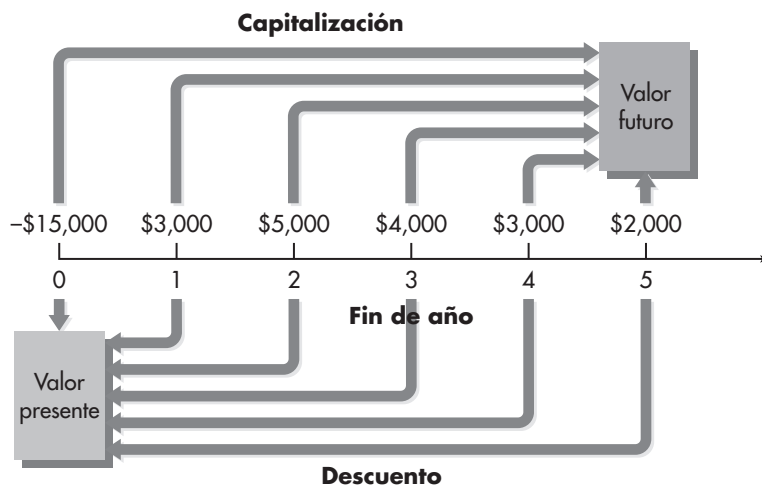 Capitalización
Valor
futuro
–$15,000 $3,000 $5,000 $4,000 $3,000 $2,000
0 1 2 3 4 5
Fin de año
Valor
presente
Descuento